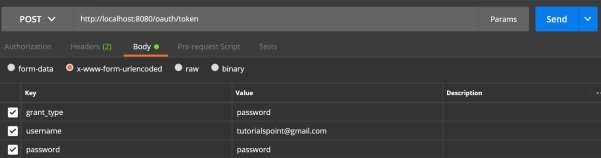 POST http://localhost:8080/oauth/token Params Send
Authorization Headers (2) Body Pre-request Script Tests
form-data x-www-form-urlencoded raw binary
Key Value Description
grant_type password
username tutorialspoint@gmail.com
password password